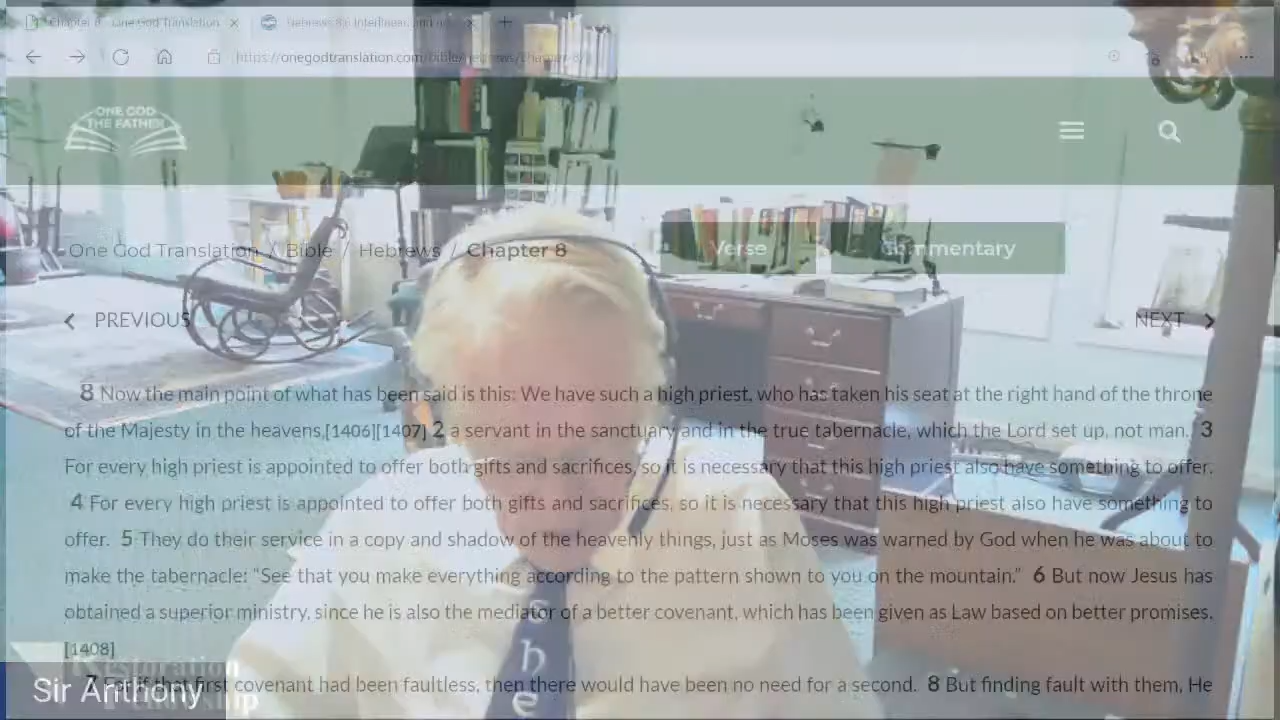 Chapter 8 One God Translation
Hebrews 8:6 Interlinear: and
https://onegodtranslation.com/bible/hebrews/chapter-8/
ONE GOD
THE FATHER
One God Translation / Bible / Hebrews / Chapter 8
Verse
Commentary
PREVIOUS
NEXT
8 Now the main point of what has been said is this: We have such a high priest, who has taken his seat at the right hand of the throne
of the Majesty in the heavens,[1406][1407] 2 a servant in the sanctuary and in the true tabernacle, which the Lord set up, not man. 3
For every high priest is appointed to offer both gifts and sacrifices, so it is necessary that this high priest also have something to offer.
4 For every high priest is appointed to offer both gifts and sacrifices, so it is necessary that this high priest also have something to
offer. 5 They do their service in a copy and shadow of the heavenly things, just as Moses was warned by God when he was about to
make the tabernacle: “See that you make everything according to the pattern shown to you on the mountain.” 6 But now Jesus has
obtained a superior ministry, since he is also the mediator of a better covenant, which has been given as Law based on better promises.
[1408]
7 For if that first covenant had been faultless, then there would have been no need for a second. 8 But finding fault with them, He
Restoration
Fellowship
Sir Anthony
she